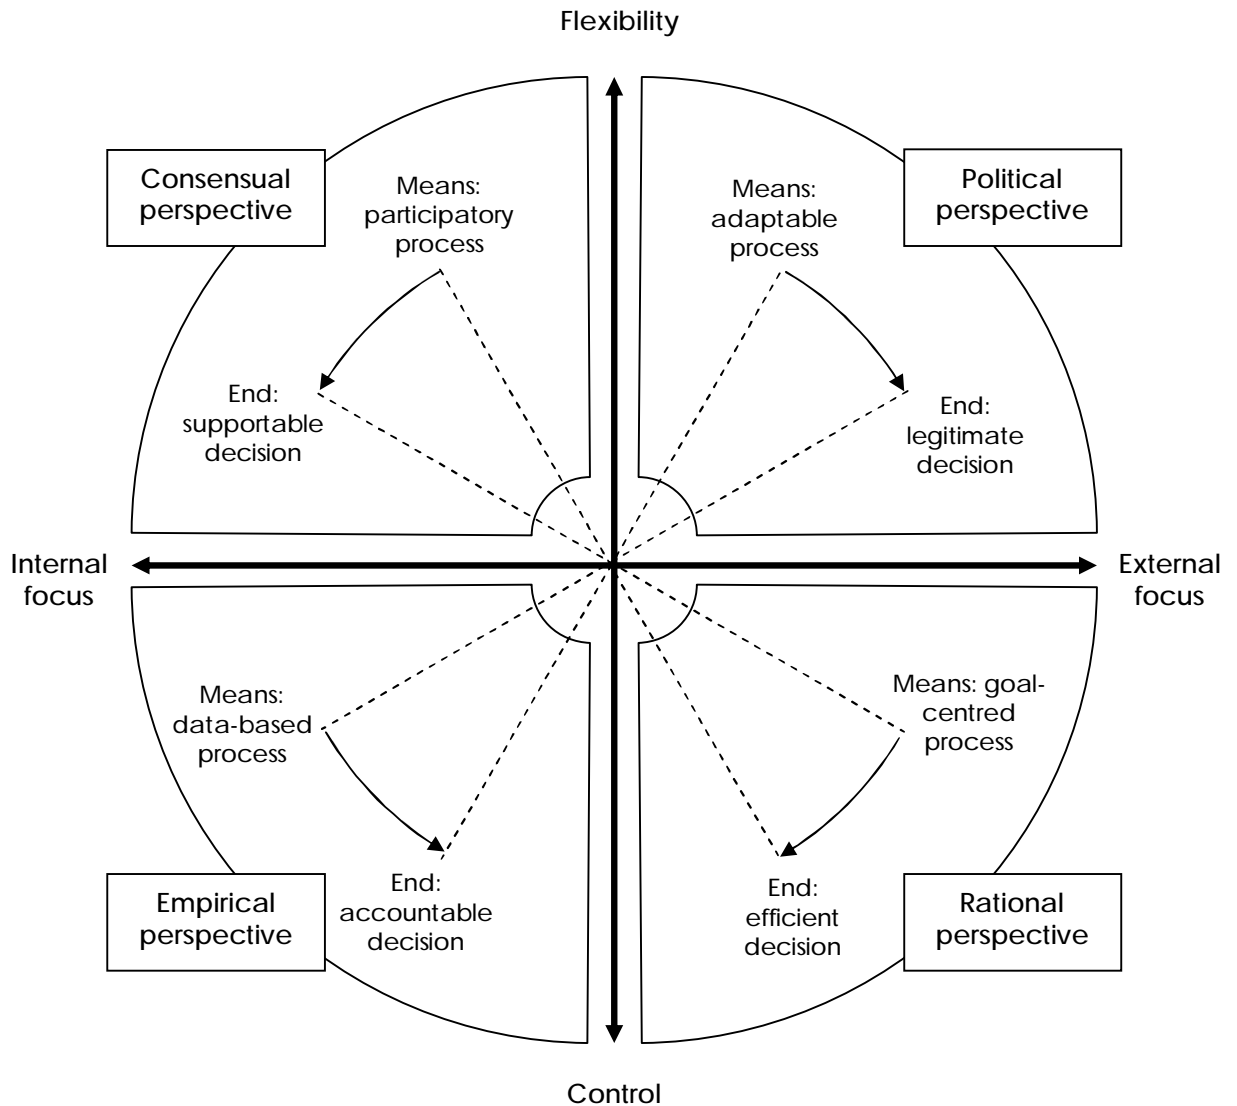 Flexibility
Consensual
perspective
Means:
participatory
process
Means:
adaptable
process
Political
perspective
End:
supportable
decision
End:
legitimate
decision
Internal
focus
External
focus
Means:
data-based
process
Means: goal-
centred
process
Empirical
perspective
End:
accountable
decision
End:
efficient
decision
Rational
perspective
Control